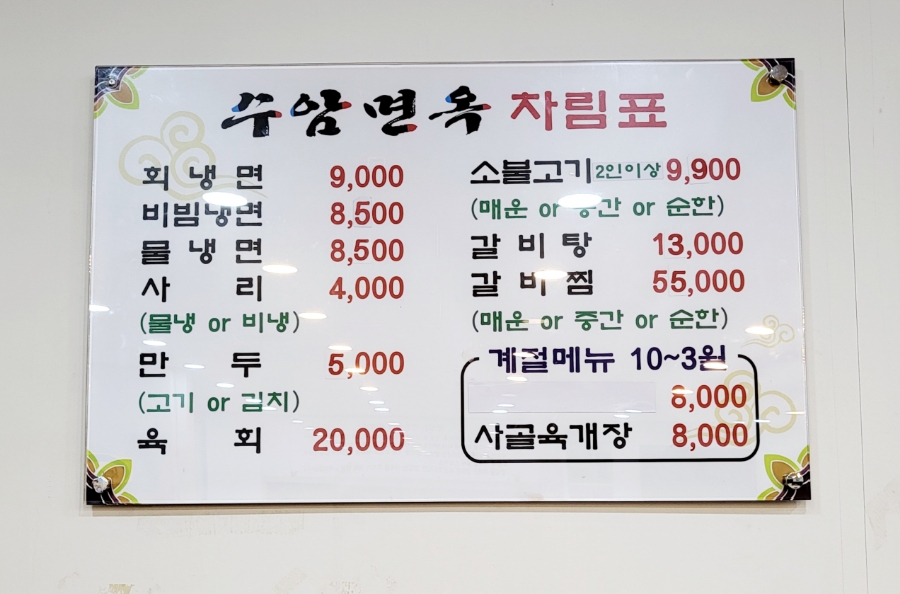 수암면옥 차림표
회냉면 9,000
비빔냉면 8,500
물냉면 8,500
사리 4,000
(물냉 or 비냉)
만두 5,000
(고기 or 김치)
육회 20,000
소불고기 2인이상 9,900
(매운 or 중간 or 순한)
갈비탕 13,000
갈비찜 55,000
(매운 or 중간 or 순한)
계절메뉴 10~3월
8,000
사골육개장 8,000